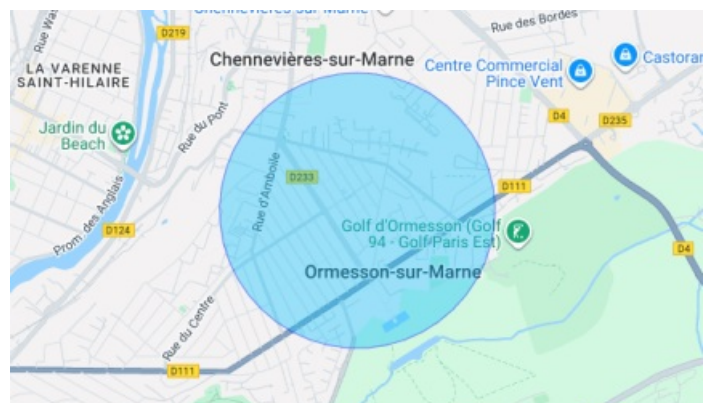 Chennevières-sur-Marne
Rue des Bordes
D219
LA VARENNE
SAINT-HILAIRE
Chennevières-sur-Marne
Centre Commercial
Pince Vent
Jardin du
Beach
Rue du Pont
D4
D235
D233
Rue d'Amboile
D111
Prom. des Anglais
D124
Golf d'Ormesson (Golf
94 - Golf Paris Est)
D4
Ormesson-sur-Marne
Rue du Centre
D111